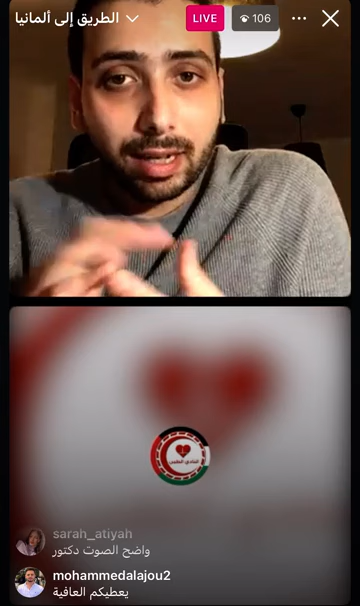 الطريق إلى ألمانيا
LIVE
106
sarah_atiyah
واضح الصوت دكتور
mohammedalajou2
يعطيكم العافية